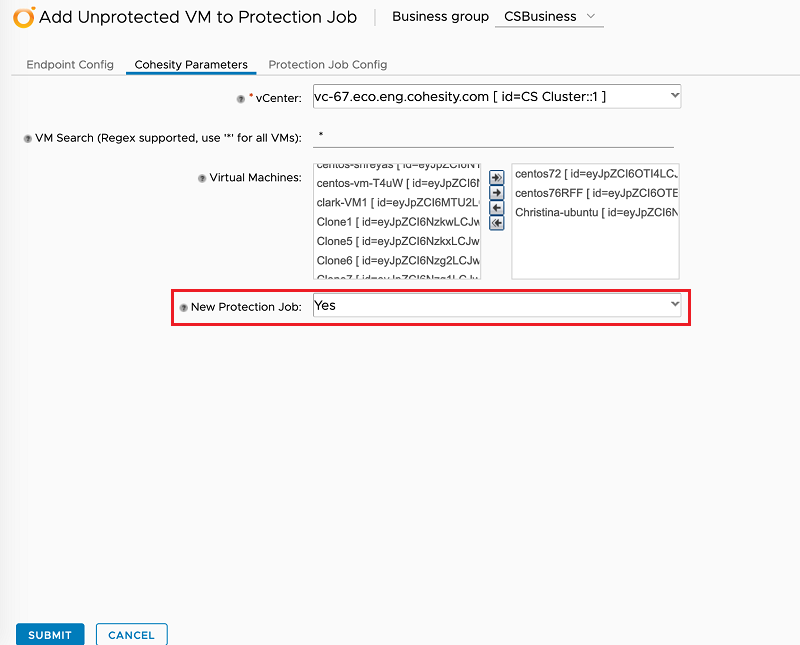 Add Unprotected VM to Protection Job
Business group CSBusiness
Endpoint Config Cohesity Parameters Protection Job Config
* vCenter: vc-67.eco.eng.cohesity.com [ id=CS Cluster::1 ]
VM Search (Regex supported, use '*' for all VMs): *
Virtual Machines:
centos-shreyas [ id=eyJpZCI6NT
centos-vm-T4uW [ id=eyJpZCI6N
clark-VM1 [ id=eyJpZCI6MTU2L
Clone1 [ id=eyJpZCI6NzkwLCJw
Clone5 [ id=eyJpZCI6NzkxLCJw
Clone6 [ id=eyJpZCI6Nzg2LCJw
Clone7 [ id=eyJpZCI6Nzg1LCJw
centos72 [ id=eyJpZCI6OTI4LCJ
centos76RFF [ id=eyJpZCI6OTE
Christina-ubuntu [ id=eyJpZCI6N
New Protection Job: Yes
SUBMIT CANCEL